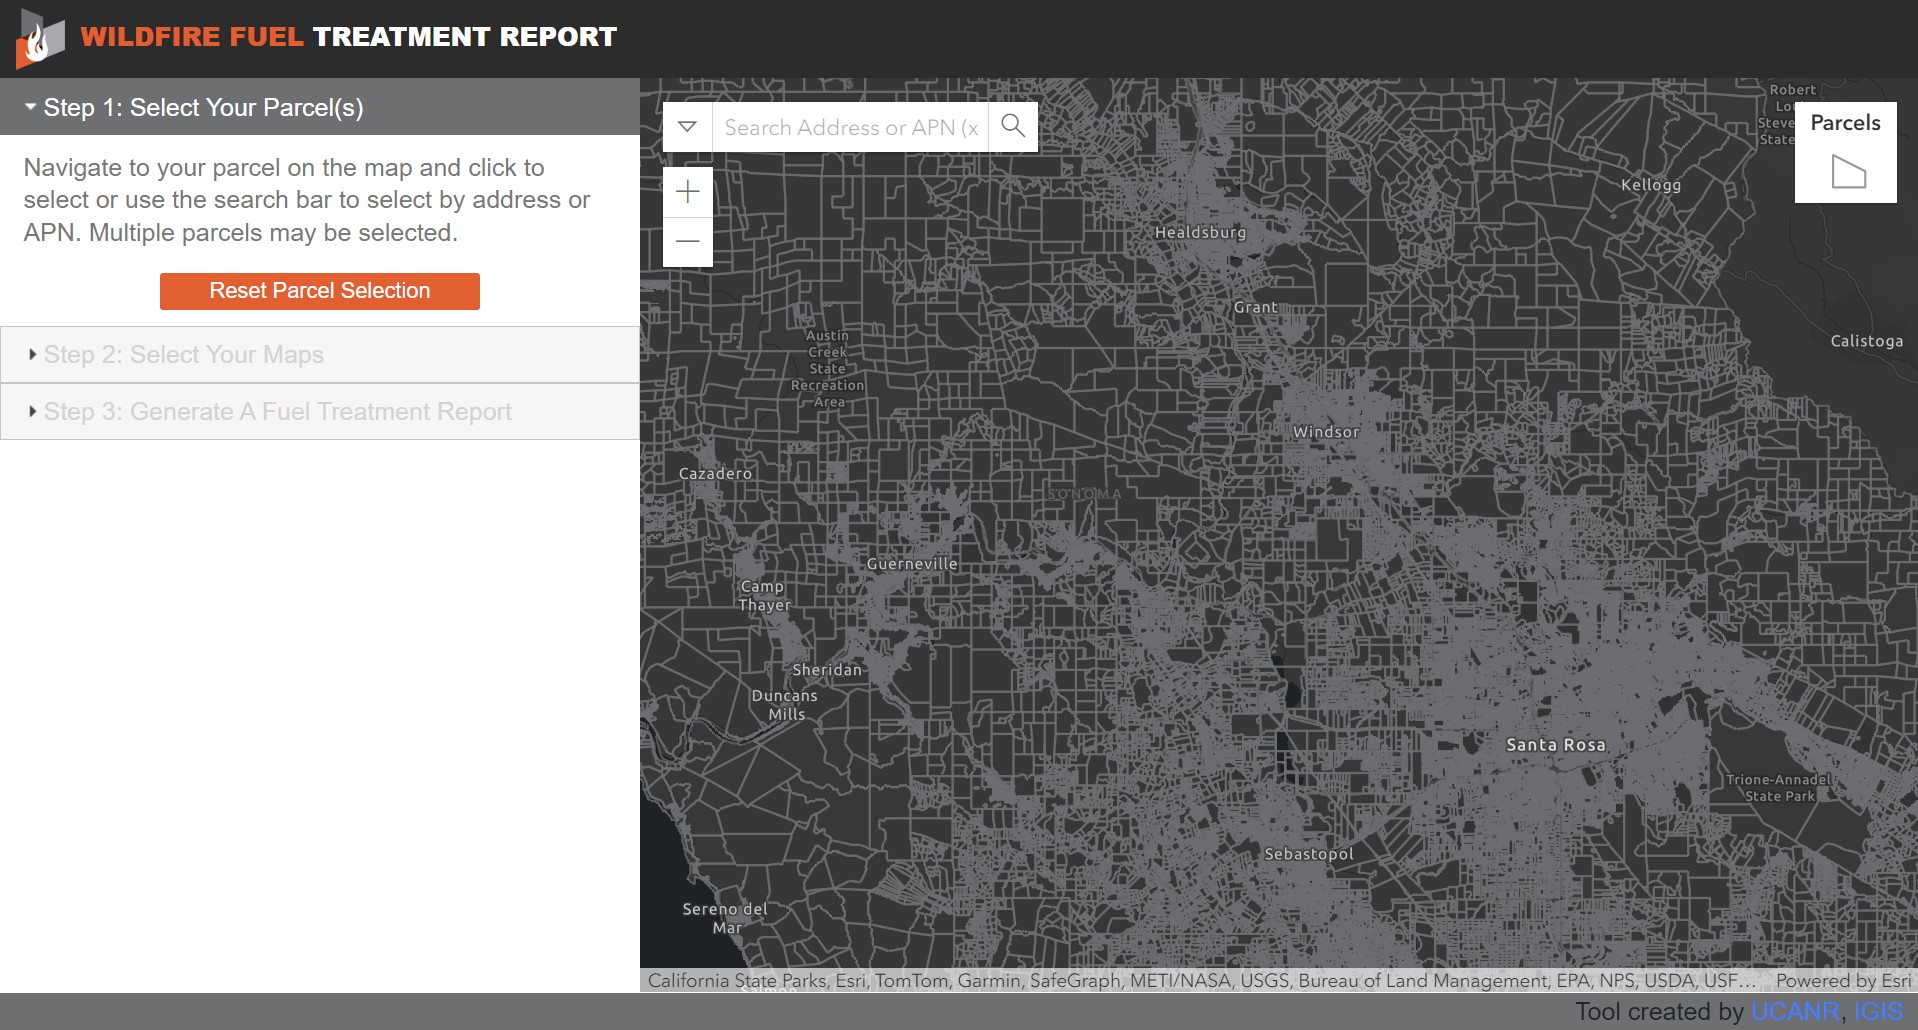 WILDFIRE FUEL TREATMENT REPORT
Step 1: Select Your Parcel(s)
Navigate to your parcel on the map and click to
select or use the search bar to select by address or
APN. Multiple parcels may be selected.
Reset Parcel Selection
Step 2: Select Your Maps
Step 3: Generate A Fuel Treatment Report
Search Address or APN (x
Parcels
Robert
Steve
State
Kellogg
Healdsburg
Grant
Calistoga
Austin
Creek
State
Recreation
Area
Windsor
Cazadero
SONOMA
Guerneville
Camp
Thayer
Sheridan
Duncans
Mills
Santa Rosa
Trione-Annadel
State Park
Sebastopol
Sereno del
Mar
California State Parks, Esri, TomTom, Garmin, SafeGraph, METI/NASA, USGS, Bureau of Land Management, EPA, NPS, USDA, USF...
Powered by Esri
Tool created by UCANR, IGIS